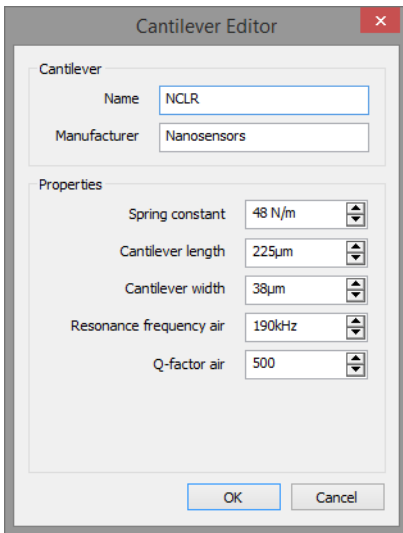 Cantilever Editor
Cantilever
Name NCLR
Manufacturer Nanosensors
Properties
Spring constant 48 N/m
Cantilever length 225µm
Cantilever width 38µm
Resonance frequency air 190kHz
Q-factor air 500
OK Cancel